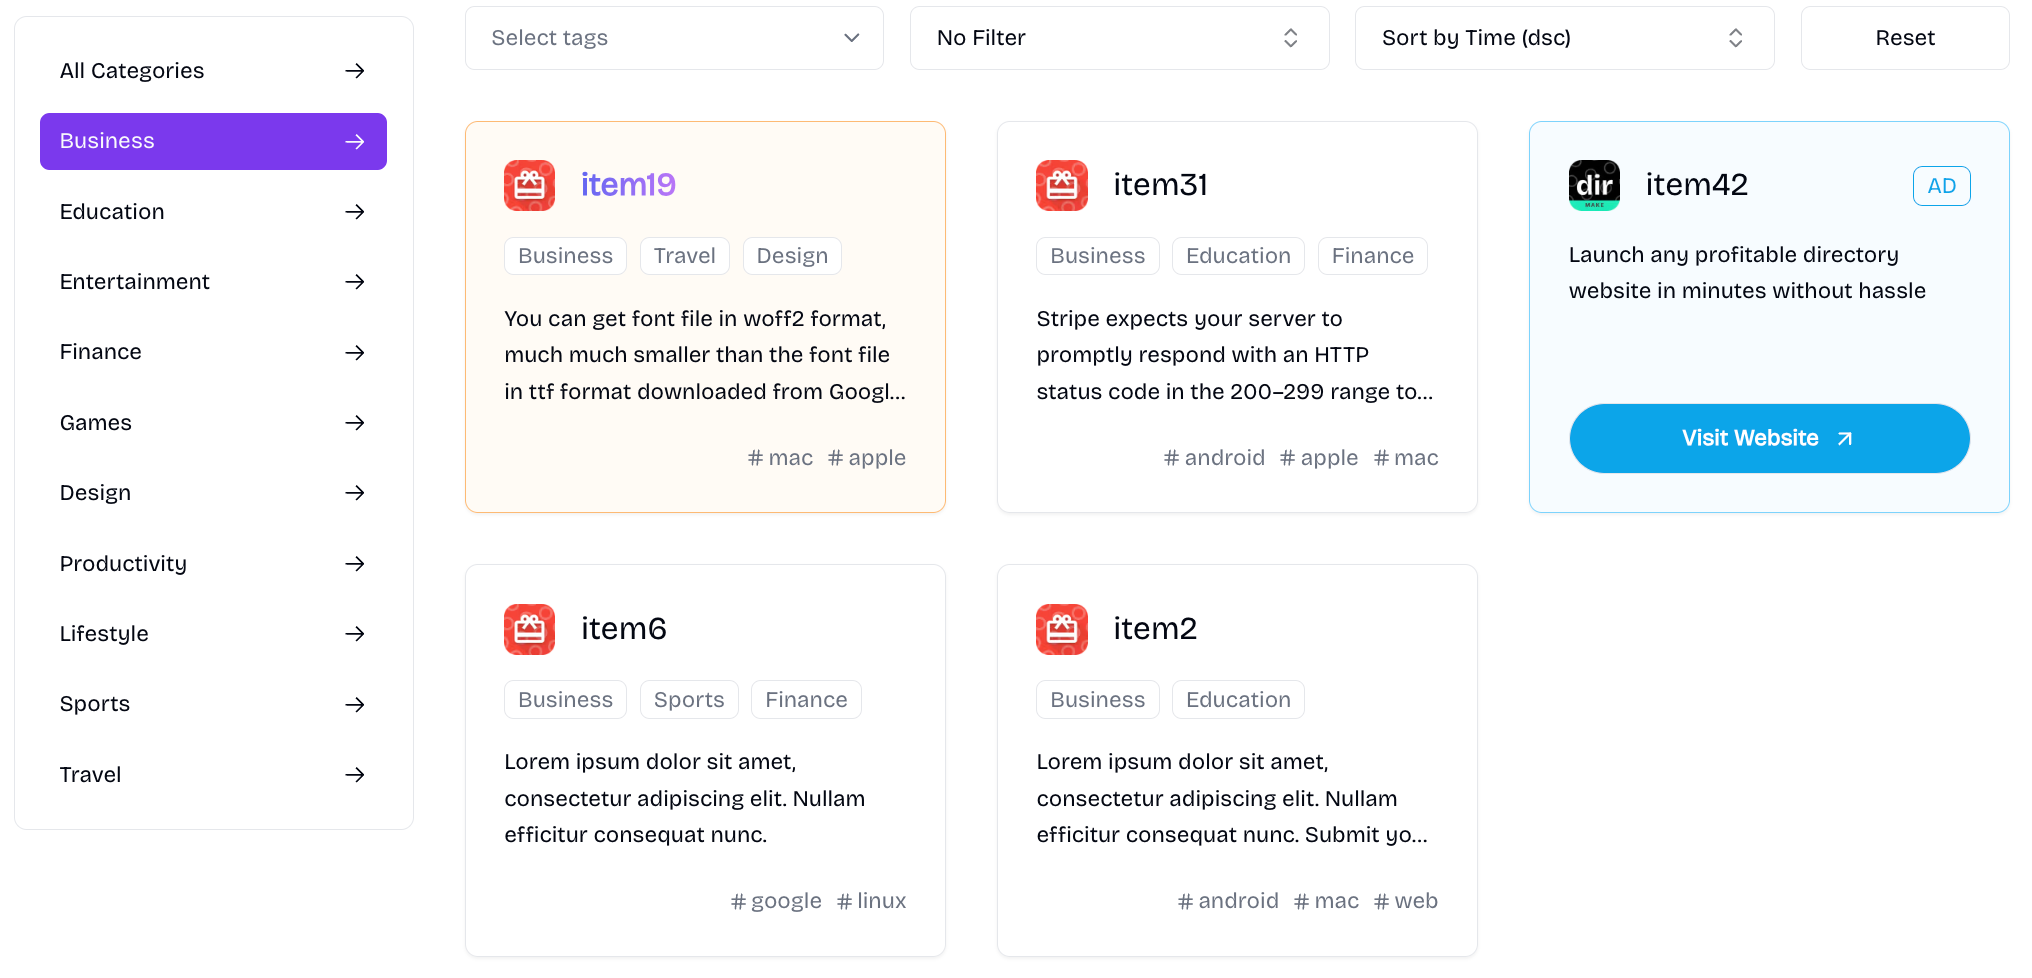 All Categories
Business
Education
Entertainment
Finance
Games
Design
Productivity
Lifestyle
Sports
Travel
Select tags
No Filter
Sort by Time (dsc)
Reset
item19
Business Travel Design
You can get font file in woff2 format,
much much smaller than the font file
in ttf format downloaded from Googl...
# mac # apple
item31
Business Education Finance
Stripe expects your server to
promptly respond with an HTTP
status code in the 200–299 range to...
# android # apple # mac
dir
MAKE
item42
AD
Launch any profitable directory
website in minutes without hassle
Visit Website
item6
Business Sports Finance
Lorem ipsum dolor sit amet,
consectetur adipiscing elit. Nullam
efficitur consequat nunc.
# google # linux
item2
Business Education
Lorem ipsum dolor sit amet,
consectetur adipiscing elit. Nullam
efficitur consequat nunc. Submit yo...
# android # mac # web